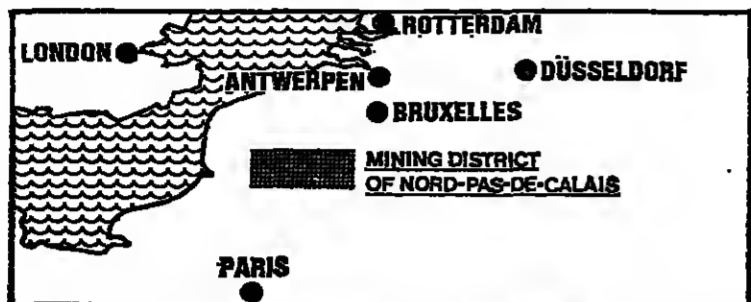 ROTTERDAM
LONDON
DÜSSELDORF
ANTWERPEN
BRUXELLES
MINING DISTRICT
OF NORD-PAS-DE-CALAIS
PARIS